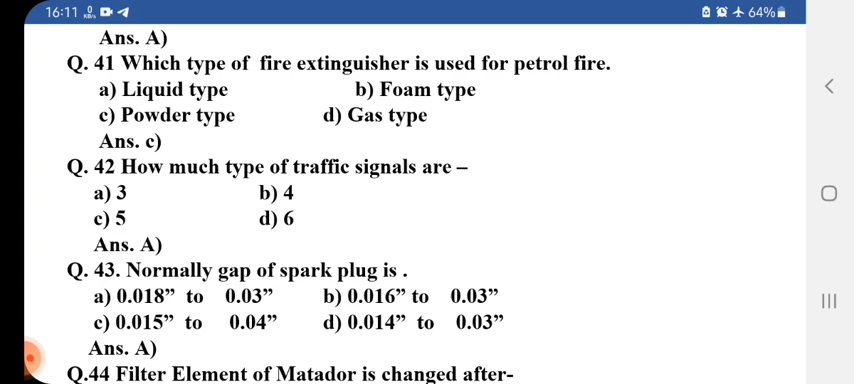 16:11 0 KB/s 64%
Ans. A)
Q. 41 Which type of fire extinguisher is used for petrol fire.
a) Liquid type b) Foam type
c) Powder type d) Gas type
Ans. c)
Q. 42 How much type of traffic signals are –
a) 3 b) 4
c) 5 d) 6
Ans. A)
Q. 43. Normally gap of spark plug is .
a) 0.018” to 0.03” b) 0.016” to 0.03”
c) 0.015” to 0.04” d) 0.014” to 0.03”
Ans. A)
Q.44 Filter Element of Matador is changed after-